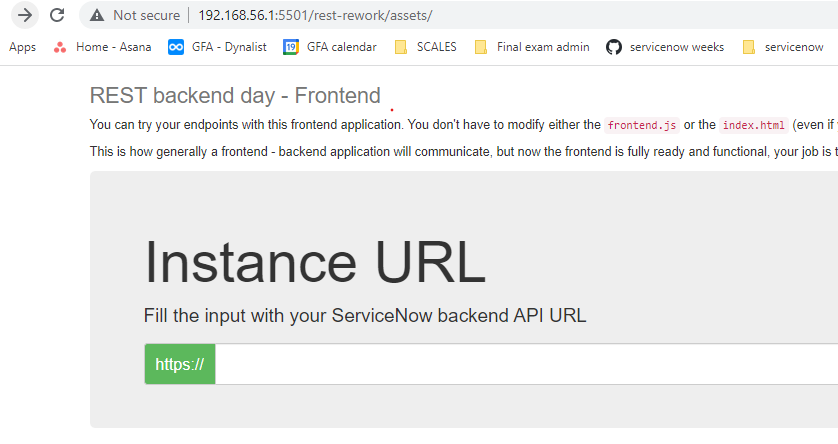 Not secure | 192.168.56.1:5501/rest-rework/assets/
Apps Home - Asana GFA - Dynalist 19 GFA calendar SCALES Final exam admin servicenow weeks servicenow
REST backend day - Frontend
You can try your endpoints with this frontend application. You don't have to modify either the frontend.js or the index.html (even if
This is how generally a frontend - backend application will communicate, but now the frontend is fully ready and functional, your job is t
Instance URL
Fill the input with your ServiceNow backend API URL
https://